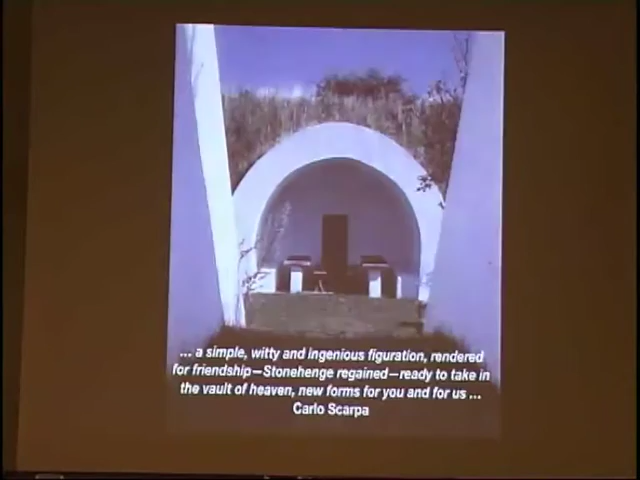 ... a simple, witty and ingenious figuration, rendered
for friendship—Stonehenge regained—ready to take in
the vault of heaven, new forms for you and for us ...
Carlo Skarpa